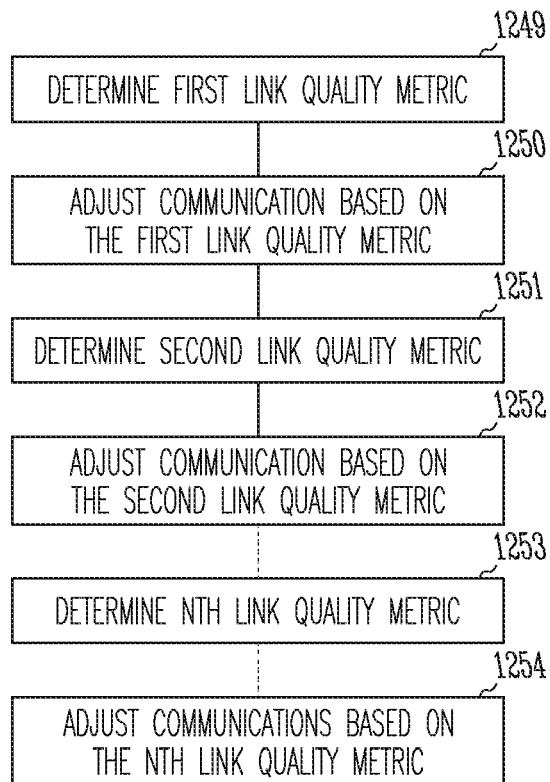 1249
DETERMINE FIRST LINK QUALITY METRIC
1250
ADJUST COMMUNICATION BASED ON
THE FIRST LINK QUALITY METRIC
1251
DETERMINE SECOND LINK QUALITY METRIC
1252
ADJUST COMMUNICATION BASED ON
THE SECOND LINK QUALITY METRIC
1253
DETERMINE NTH LINK QUALITY METRIC
1254
ADJUST COMMUNICATIONS BASED ON
THE NTH LINK QUALITY METRIC